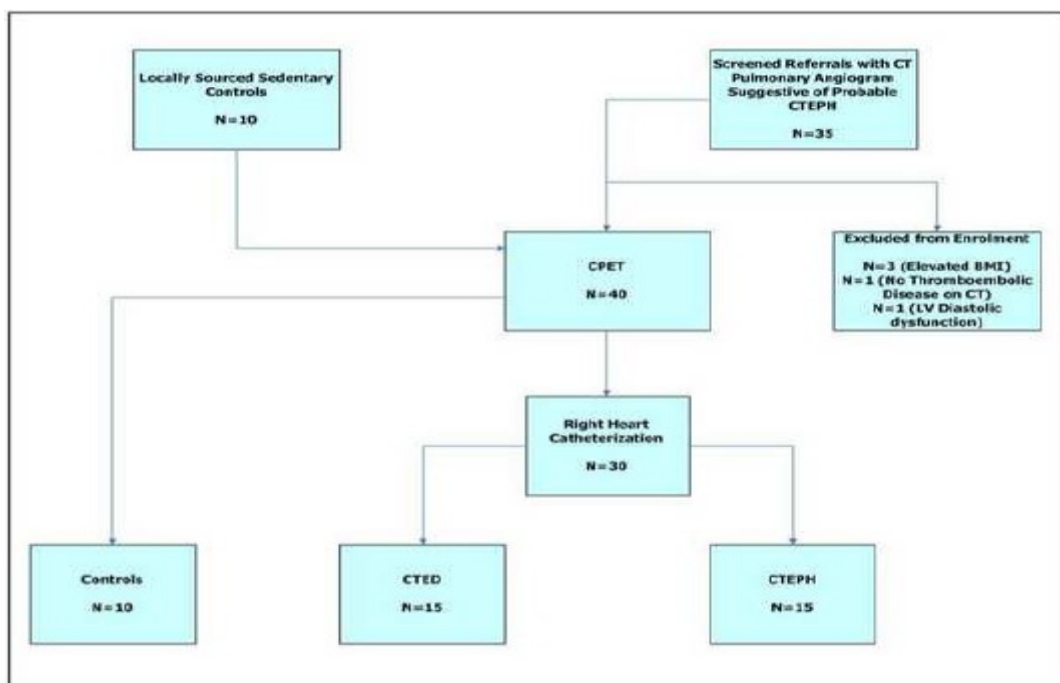 Locally Sourced Sedentary
Controls
N=10
Screened Referrals with CT
Pulmonary Angiogram
Suggestive of Probable
CTEPH
N=35
CPET
N=40
Excluded from Enrolment
N=3 (Elevated BMI)
N=1 (No Thromboembolic
Disease on CT)
N=1 (LV Diastolic
dysfunction)
Right Heart
Catheterization
N=30
Controls
N=10
CTED
N=15
CTEPH
N=15